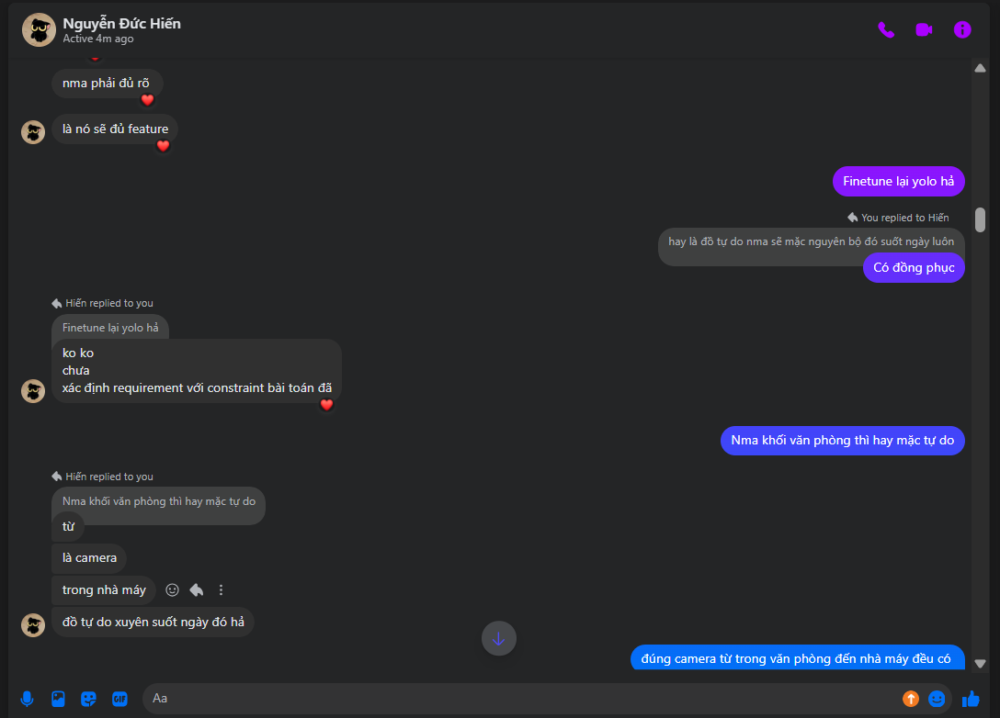 Nguyễn Đức Hiến
Active 4m ago
nma phải đủ rõ
là nó sẽ đủ feature
Finetune lại yolo hả
You replied to Hiến
hay là đồ tự do nma sẽ mặc nguyên bộ đó suốt ngày luôn
Có đồng phục
Hiến replied to you
Finetune lại yolo hả
ko ko
chưa
xác định requirement với constraint bài toán đã
Nma khối văn phòng thì hay mặc tự do
Hiến replied to you
Nma khối văn phòng thì hay mặc tự do
từ
là camera
trong nhà máy
đồ tự do xuyên suốt ngày đó hả
đúng camera từ trong văn phòng đến nhà máy đều có
GIF
Aa